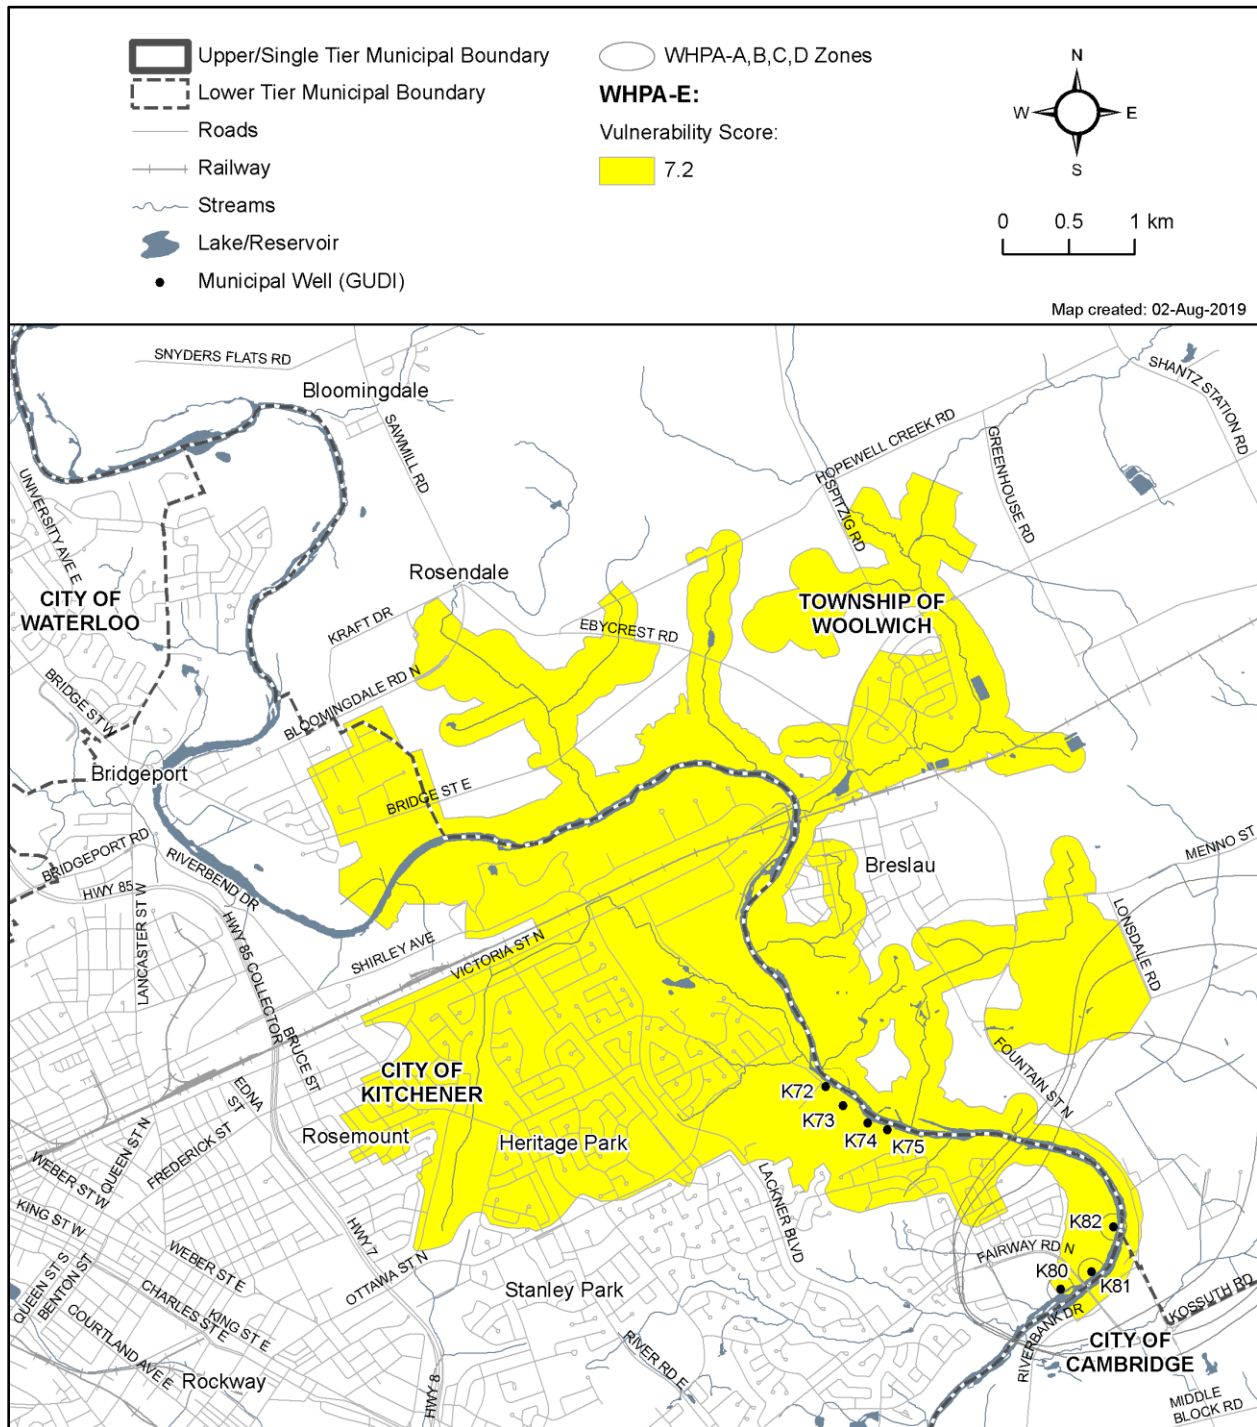 Upper/Single Tier Municipal Boundary
Lower Tier Municipal Boundary
Roads
Railway
Streams
Lake/Reservoir
Municipal Well (GUDI)
WHPA-A,B,C,D Zones
WHPA-E:
Vulnerability Score:
7.2
N
W
E
S
0 0.5 1 km
Map created: 02-Aug-2019
SNYDERS FLATS RD
Bloomingdale
SAWMILL RD
HOPEWELL CREEK RD
SHANTZ STATION RD
GREENHOUSE RD
SPITZIG RD
UNIVERSITY AVE E
CITY OF
WATERLOO
Rosendale
KRAFT DR
EBYCREST RD
TOWNSHIP OF
WOOLWICH
BRIDGE ST W
BLOOMINGDALE RD N
Bridgeport
BRIDGE ST E
BRIDGEPORT RD
HWY 85
RIVERBEND DR
LANCASTER ST W
HWY 85 COLLECTOR
SHIRLEY AVE
VICTORIA ST N
Breslau
MENNO ST
LONSDALE RD
FOUNTAIN ST N
BRUCE ST
EDNA
ST
CITY OF
KITCHENER
Rosemount
Heritage Park
K72
K73
K74
K75
QUEEN ST N
FREDERICK ST
WEBER ST W
KING ST W
LACKNER BLVD
K82
FAIRWAY RD N
K80
K81
HWY 7
OTTAWA ST N
WEBER ST E
QUEEN ST S
BENTON ST
CHARLES ST E
KING ST E
COURTLAND AVE E
Stanley Park
RIVER RD E
RIVERBANK DR
KOSSUTH RD
CITY OF
CAMBRIDGE
Rockway
HWY 8
MIDDLE
BLOCK RD